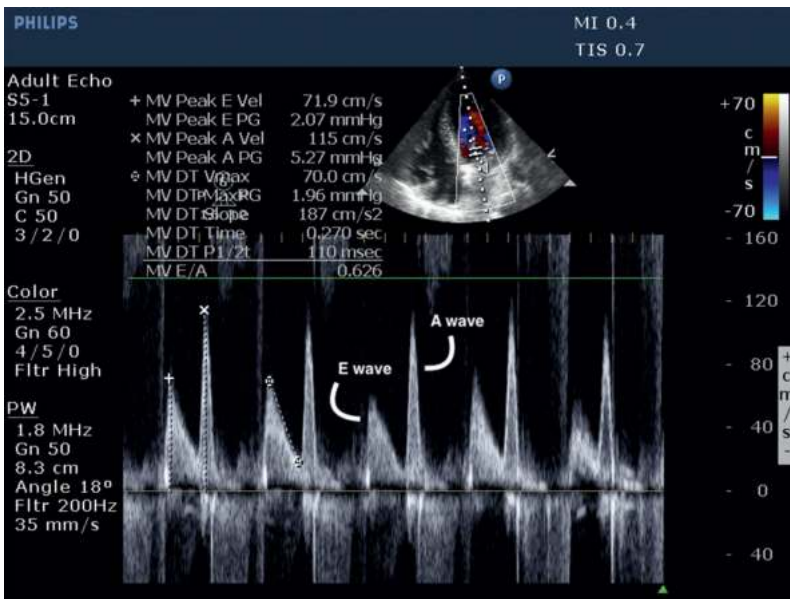 PHILIPS
MI 0.4
TIS 0.7
Adult Echo
S5-1
15.0cm
2D
HGen
Gn 50
C 50
3/2/0
Color
2.5 MHz
Gn 60
4/5/0
Fltr High
PW
1.8 MHz
Gn 50
8.3 cm
Angle 18º
Fltr 200Hz
35 mm/s
+ MV Peak E Vel 71.9 cm/s
MV Peak E PG 2.07 mmHg
× MV Peak A Vel 115 cm/s
MV Peak A PG 5.27 mmHg
MV DT Vmax 70.0 cm/s
MV DT MaxPG 1.96 mmHg
MV DT Slope 187 cm/s2
MV DT Time 0.270 sec
MV DT P1/2t 110 msec
MV E/A 0.626
P
V
+70
c
m
/
s
-70
- 160
- 120
- 80
- 40
- 0
- 40
+
c
m
/
s
-
A wave
E wave